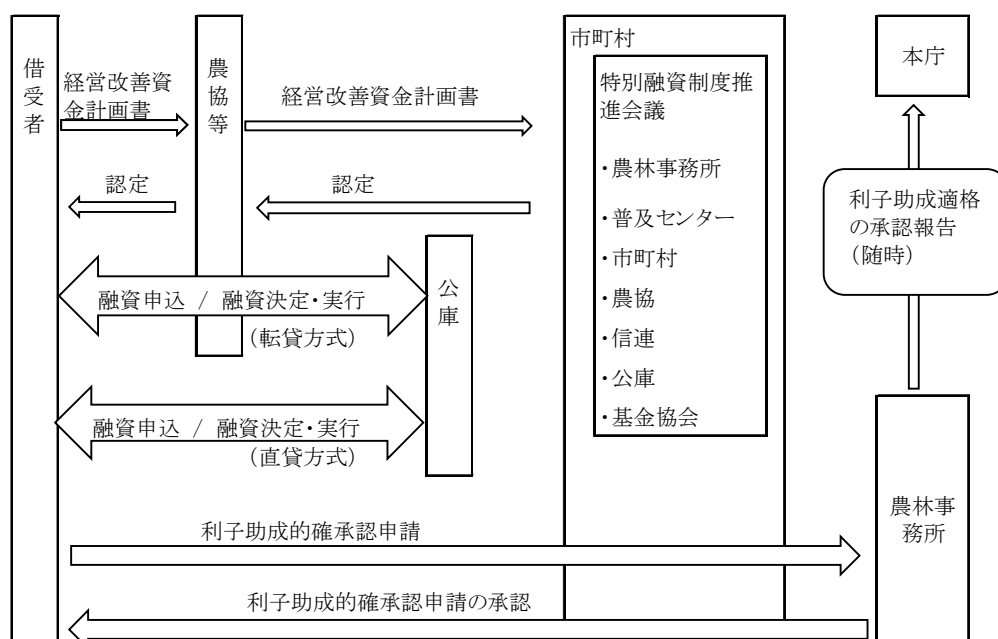 借受者
農協等
市町村
本庁
経営改善資
金計画書
経営改善資金計画書
特別融資制度推
進会議
・農林事務所
・普及センター
・市町村
・農協
・信連
・公庫
・基金協会
認定
認定
利子助成適格
の承認報告
(随時)
公庫
融資申込 / 融資決定・実行
(転貸方式)
融資申込 / 融資決定・実行
(直貸方式)
農林事
務所
利子助成的確承認申請
利子助成的確承認申請の承認